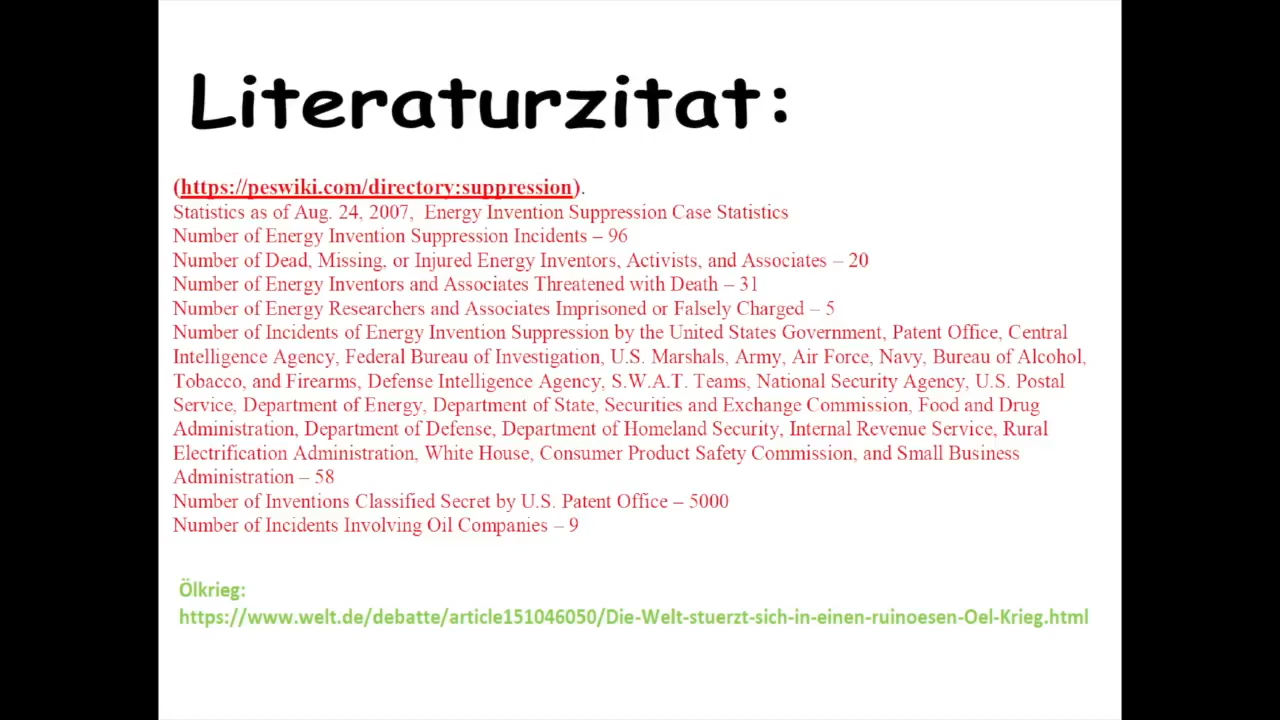 Literaturzitat:
(https://peswiki.com/directory:suppression).
Statistics as of Aug. 24, 2007,  Energy Invention Suppression Case Statistics
Number of Energy Invention Suppression Incidents – 96
Number of Dead, Missing, or Injured Energy Inventors, Activists, and Associates – 20
Number of Energy Inventors and Associates Threatened with Death – 31
Number of Energy Researchers and Associates Imprisoned or Falsely Charged – 5
Number of Incidents of Energy Invention Suppression by the United States Government, Patent Office, Central
Intelligence Agency, Federal Bureau of Investigation, U.S. Marshals, Army, Air Force, Navy, Bureau of Alcohol,
Tobacco, and Firearms, Defense Intelligence Agency, S.W.A.T. Teams, National Security Agency, U.S. Postal
Service, Department of Energy, Department of State, Securities and Exchange Commission, Food and Drug
Administration, Department of Defense, Department of Homeland Security, Internal Revenue Service, Rural
Electrification Administration, White House, Consumer Product Safety Commission, and Small Business
Administration – 58
Number of Inventions Classified Secret by U.S. Patent Office – 5000
Number of Incidents Involving Oil Companies – 9
Ölkrieg:
https://www.welt.de/debatte/article151046050/Die-Welt-stuerzt-sich-in-einen-ruinoesen-Oel-Krieg.html